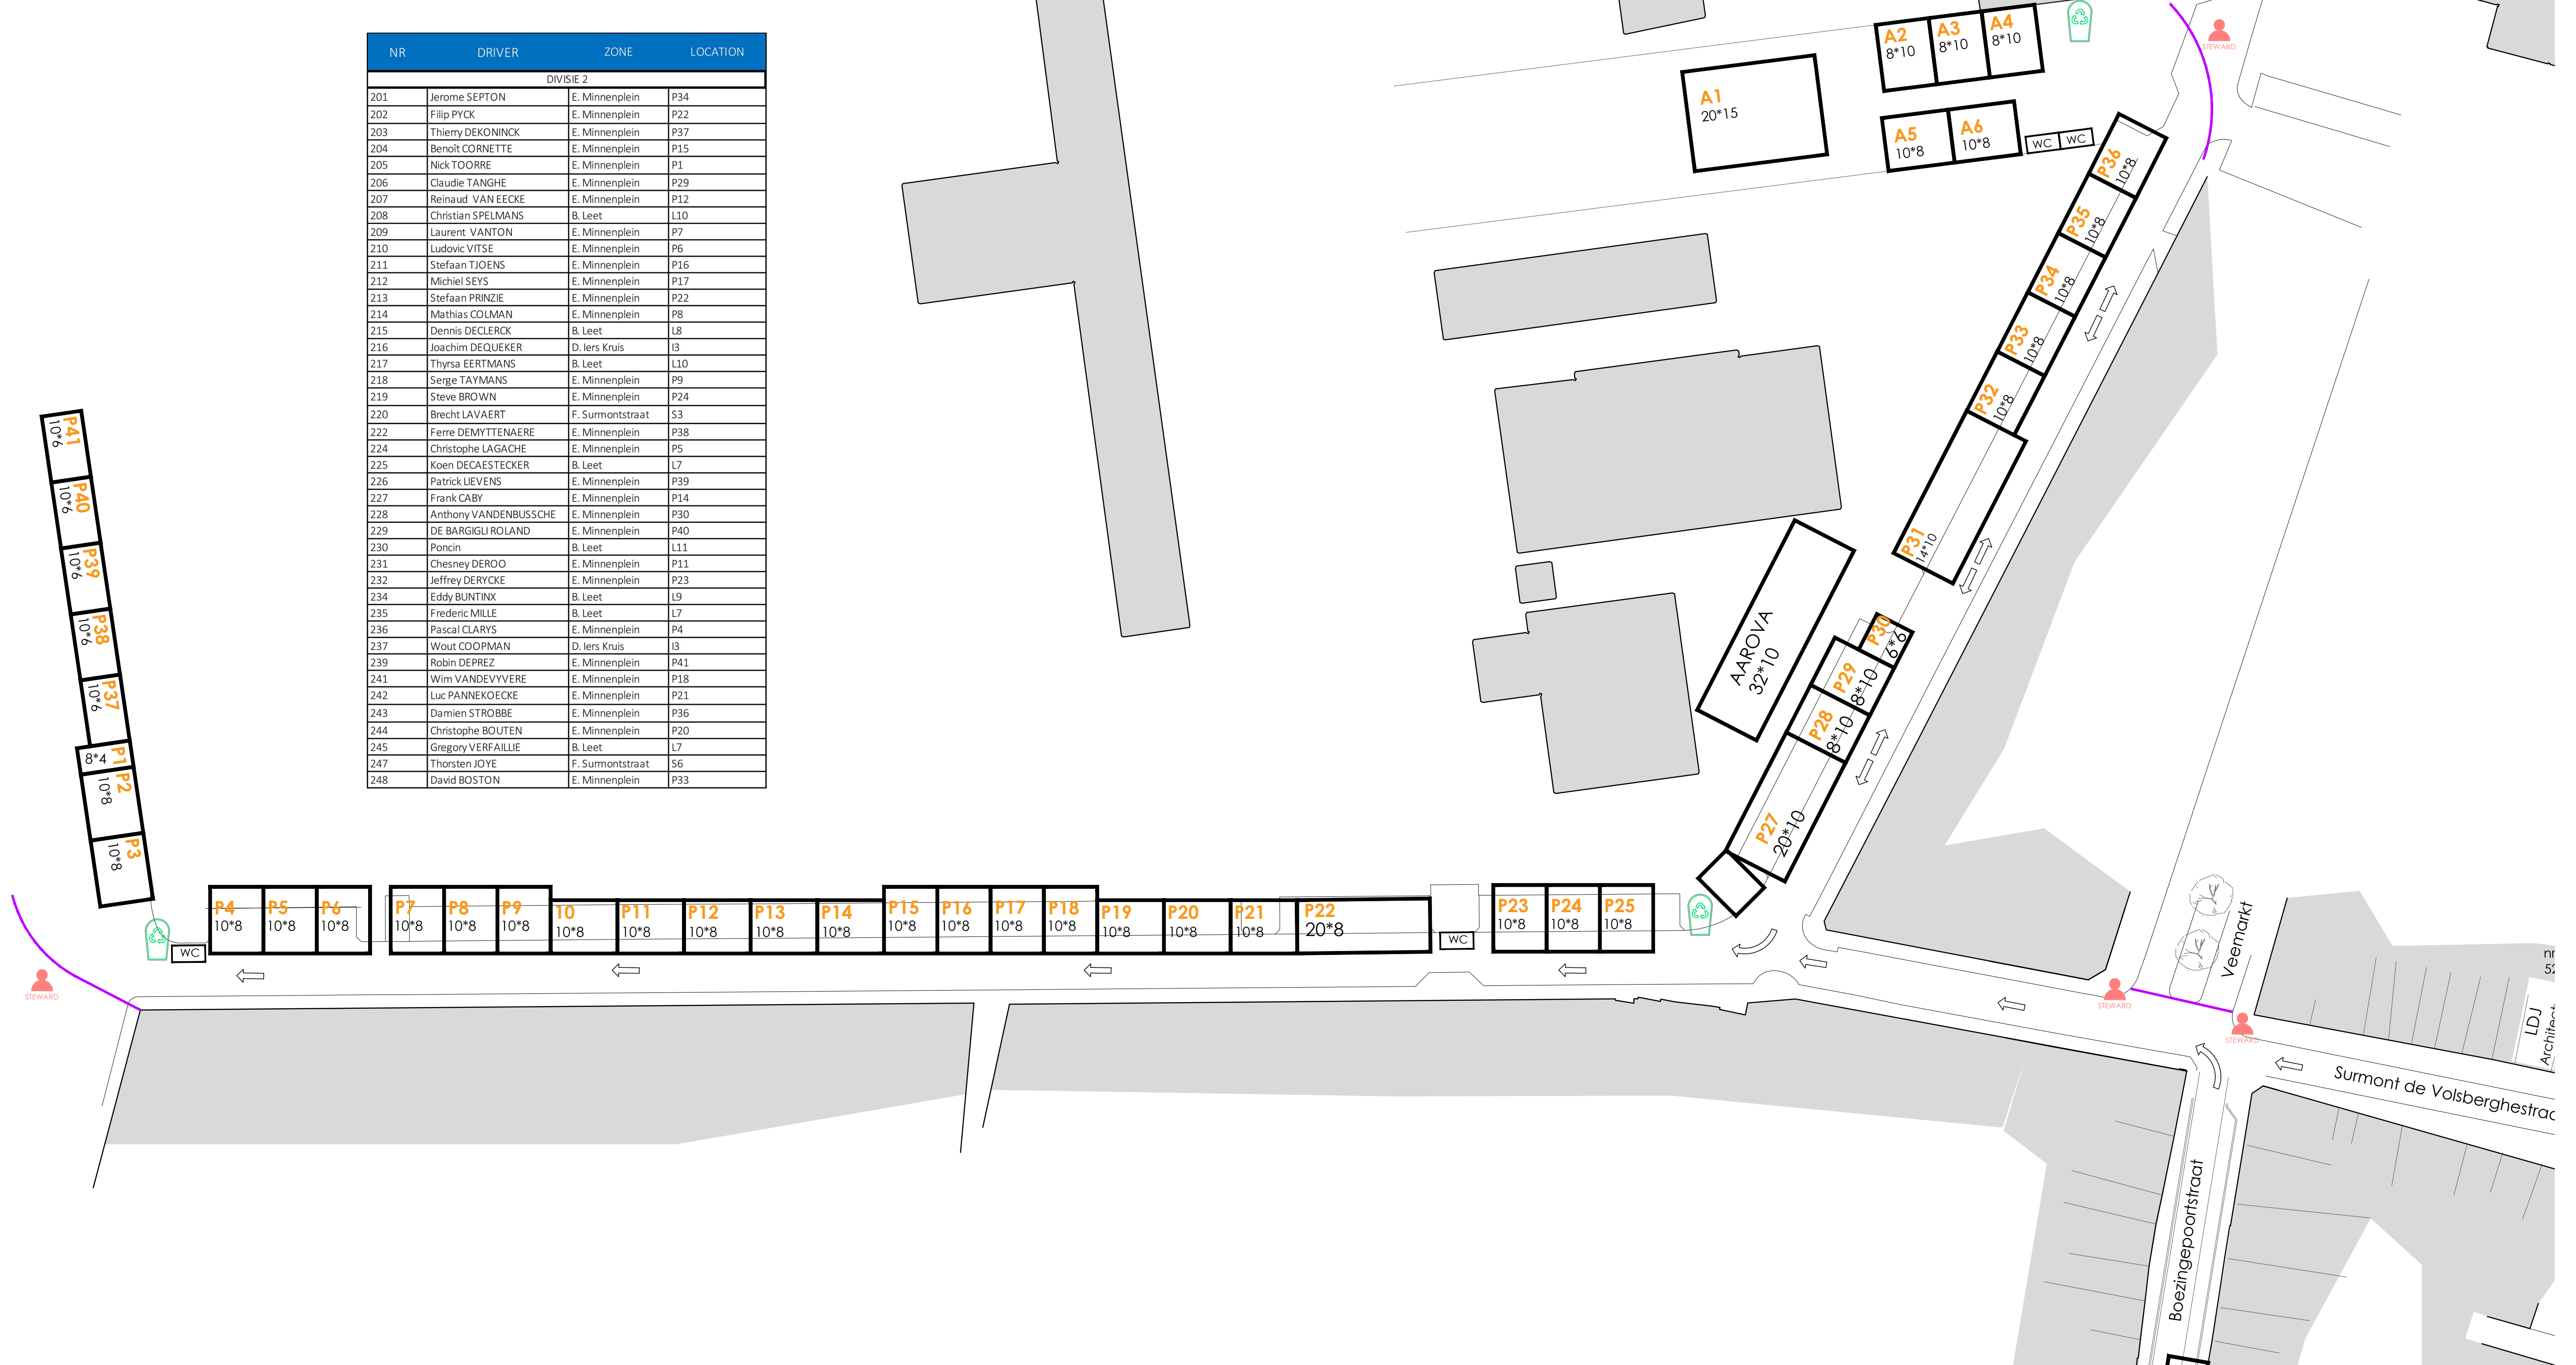 NR DRIVER ZONE LOCATION
DIVISIE 2
201 Jerome SEPTON E. Minnenplein P34
202 Filip PYCK E. Minnenplein P22
203 Thierry DEKONINCK E. Minnenplein P37
204 Benoît CORNETTE E. Minnenplein P15
205 Nick TOORRE E. Minnenplein P1
206 Claudie TANGHE E. Minnenplein P29
207 Reinaud VAN EECKE E. Minnenplein P12
208 Christian SPELMANS B. Leet L10
209 Laurent VANTON E. Minnenplein P7
210 Ludovic VITSE E. Minnenplein P6
211 Stefaan TJOENS E. Minnenplein P16
212 Michiel SEYS E. Minnenplein P17
213 Stefaan PRINZIE E. Minnenplein P22
214 Mathias COLMAN E. Minnenplein P8
215 Dennis DECLERCK B. Leet L8
216 Joachim DEQUEKER D. Iers Kruis I3
217 Thyrsa EERTMANS B. Leet L10
218 Serge TAYMANS E. Minnenplein P9
219 Steve BROWN E. Minnenplein P24
220 Brecht LAVAERT F. Surmontstraat S3
222 Ferre DEMYTTENAERE E. Minnenplein P38
224 Christophe LAGACHE E. Minnenplein P5
225 Koen DECAESTECKER B. Leet L7
226 Patrick LIEVENS E. Minnenplein P39
227 Frank CABY E. Minnenplein P14
228 Anthony VANDENBUSSCHE E. Minnenplein P30
229 DE BARGIGLI ROLAND E. Minnenplein P40
230 Poncin B. Leet L11
231 Chesney DEROO E. Minnenplein P11
232 Jeffrey DERYCKE E. Minnenplein P23
234 Eddy BUNTINX B. Leet L9
235 Frederic MILLE B. Leet L7
236 Pascal CLARYS E. Minnenplein P4
237 Wout COOPMAN D. Iers Kruis I3
239 Robin DEPREZ E. Minnenplein P41
241 Wim VANDEVYVERE E. Minnenplein P18
242 Luc PANNEKOECKE E. Minnenplein P21
243 Damien STROBBE E. Minnenplein P36
244 Christophe BOUTEN E. Minnenplein P20
245 Gregory VERFAILLIE B. Leet L7
247 Thorsten JOYE F. Surmontstraat S6
248 David BOSTON E. Minnenplein P33
A1
20*15
A2
8*10
A3
8*10
A4
8*10
A5
10*8
A6
10*8
WC WC
STEWARD
P36
10*8
P35
10*8
P34
10*8
P33
10*8
P32
10*8
P31
14*10
AAROVA
32*10
P30
6*6
P29
8*10
P28
8*10
P27
20*10
P41
10*6
P40
10*6
P39
10*6
P38
10*6
P37
10*6
P1
8*4
P2
10*8
P3
10*8
STEWARD
WC
P4
10*8
P5
10*8
P6
10*8
P7
10*8
P8
10*8
P9
10*8
10
10*8
P11
10*8
P12
10*8
P13
10*8
P14
10*8
P15
10*8
P16
10*8
P17
10*8
P18
10*8
P19
10*8
P20
10*8
P21
10*8
P22
20*8
WC
P23
10*8
P24
10*8
P25
10*8
STEWARD
STEWARD
Veemarkt
LDJ
Surmont de Volsberghestraa
Boezingepoortstraat